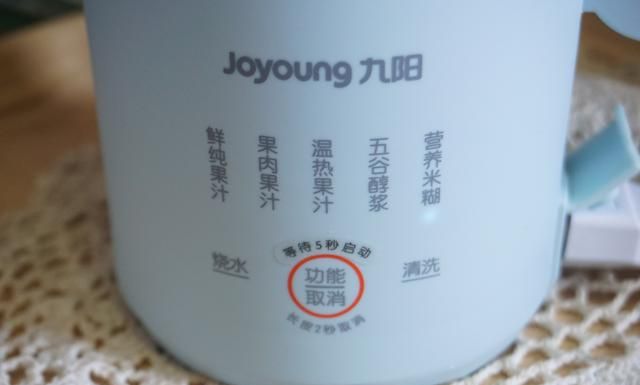 Joyoung 九阳
鲜纯果汁
果肉果汁
温热果汁
五谷醇浆
营养米糊
等待5秒启动
烧水
功能
取消
清洗
长按2秒取消